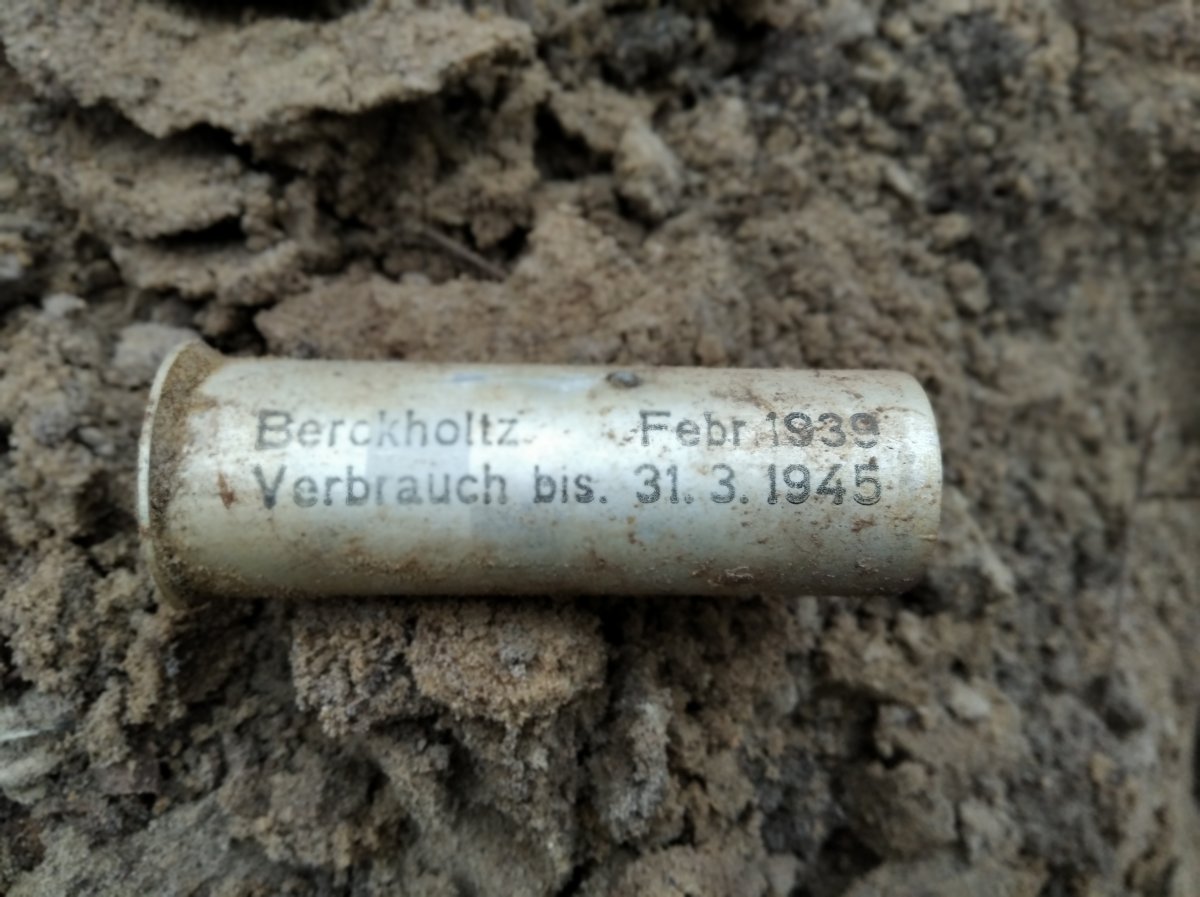 Berckholtz Febr 1939
Verbrauch bis. 31. 3. 1945